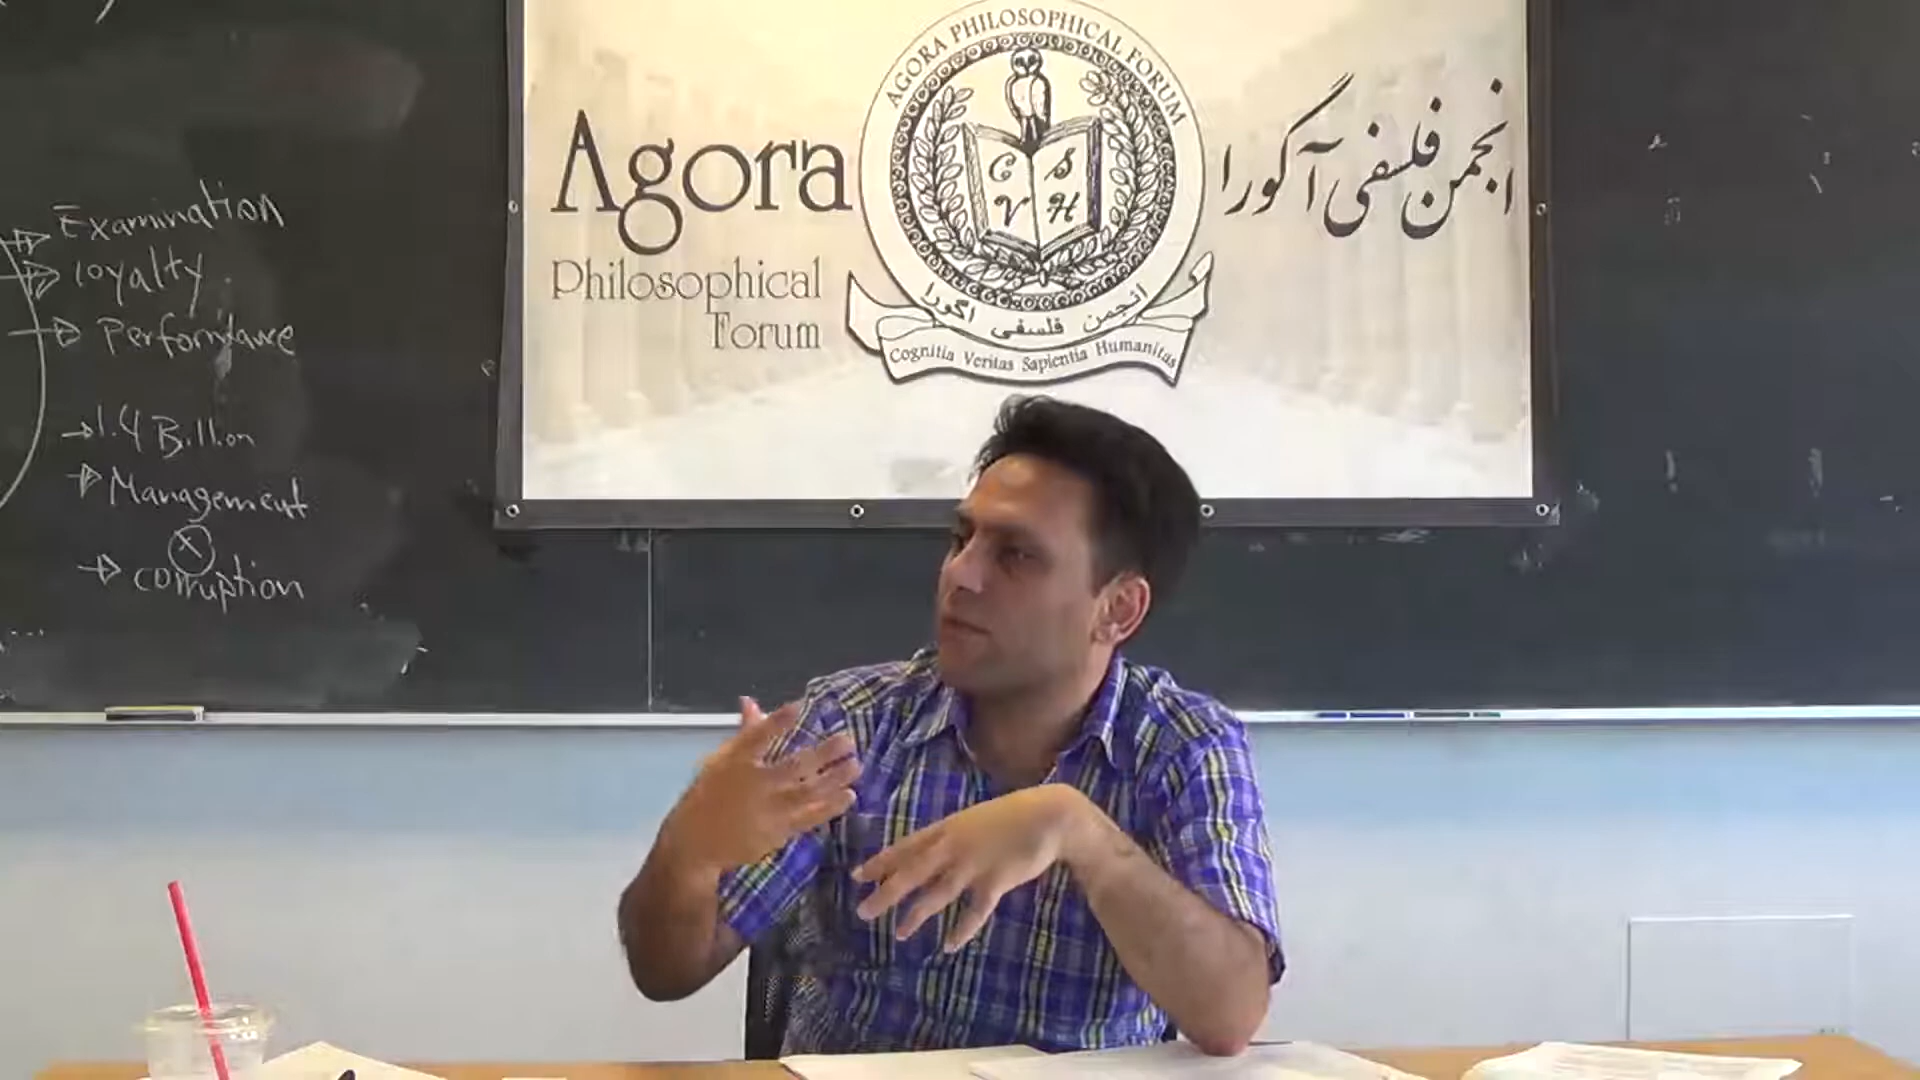 Examination
loyalty
Performance
1.4 Billion
Management
corruption
Agora
Philosophical
Forum
AGORA PHILOSOPHICAL FORUM
C S
V H
انجمن فلسفی آگورا
Cognitia Veritas Sapientia Humanitas
انجمن فلسفی آگورا